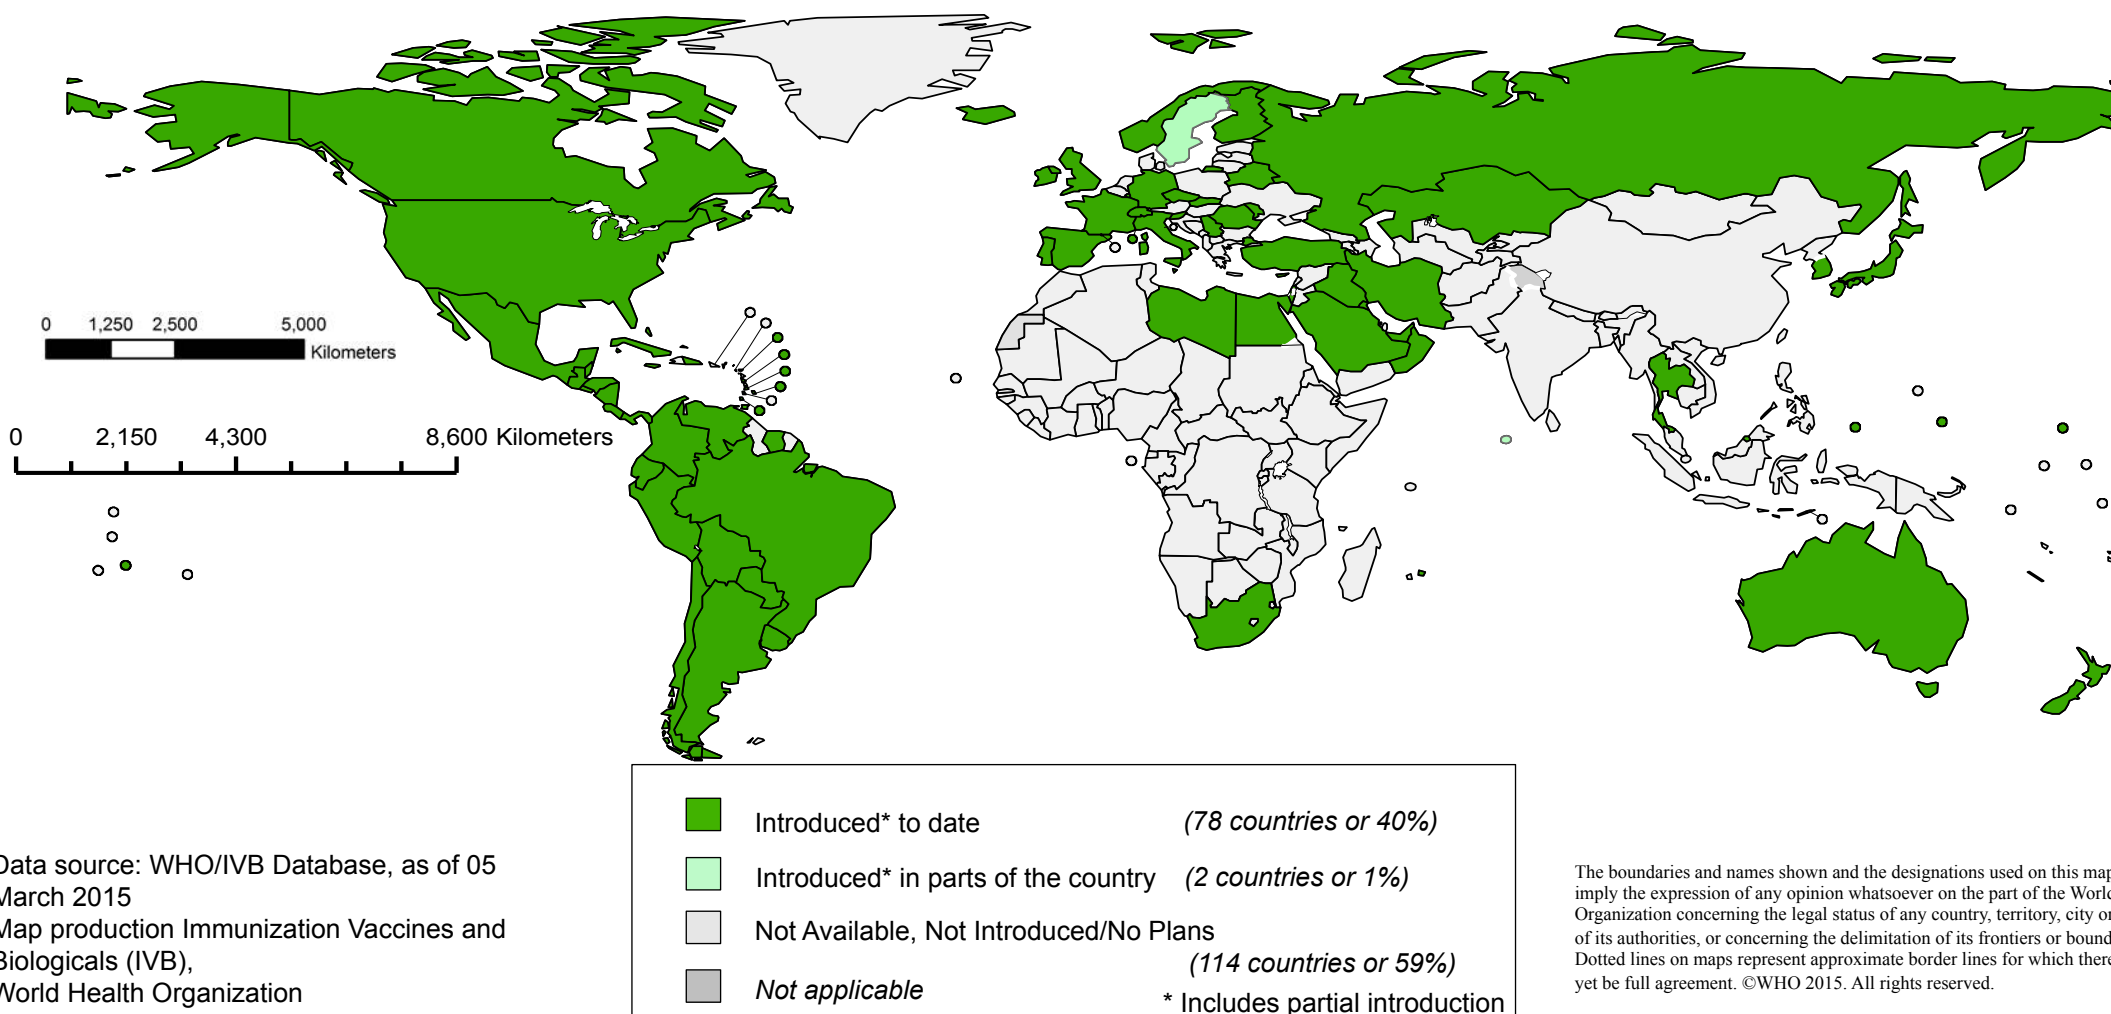 0 1,250 2,500 5,000
Kilometers
0 2,150 4,300 8,600 Kilometers
Introduced* to date (78 countries or 40%)
Introduced* in parts of the country (2 countries or 1%)
Not Available, Not Introduced/No Plans
(114 countries or 59%)
Not applicable
* Includes partial introduction
Data source: WHO/IVB Database, as of 05
March 2015
Map production Immunization Vaccines and
Biologicals (IVB),
World Health Organization
The boundaries and names shown and the designations used on this map
imply the expression of any opinion whatsoever on the part of the World
Organization concerning the legal status of any country, territory, city or
of its authorities, or concerning the delimitation of its frontiers or bound
Dotted lines on maps represent approximate border lines for which there
yet be full agreement. ©WHO 2015. All rights reserved.